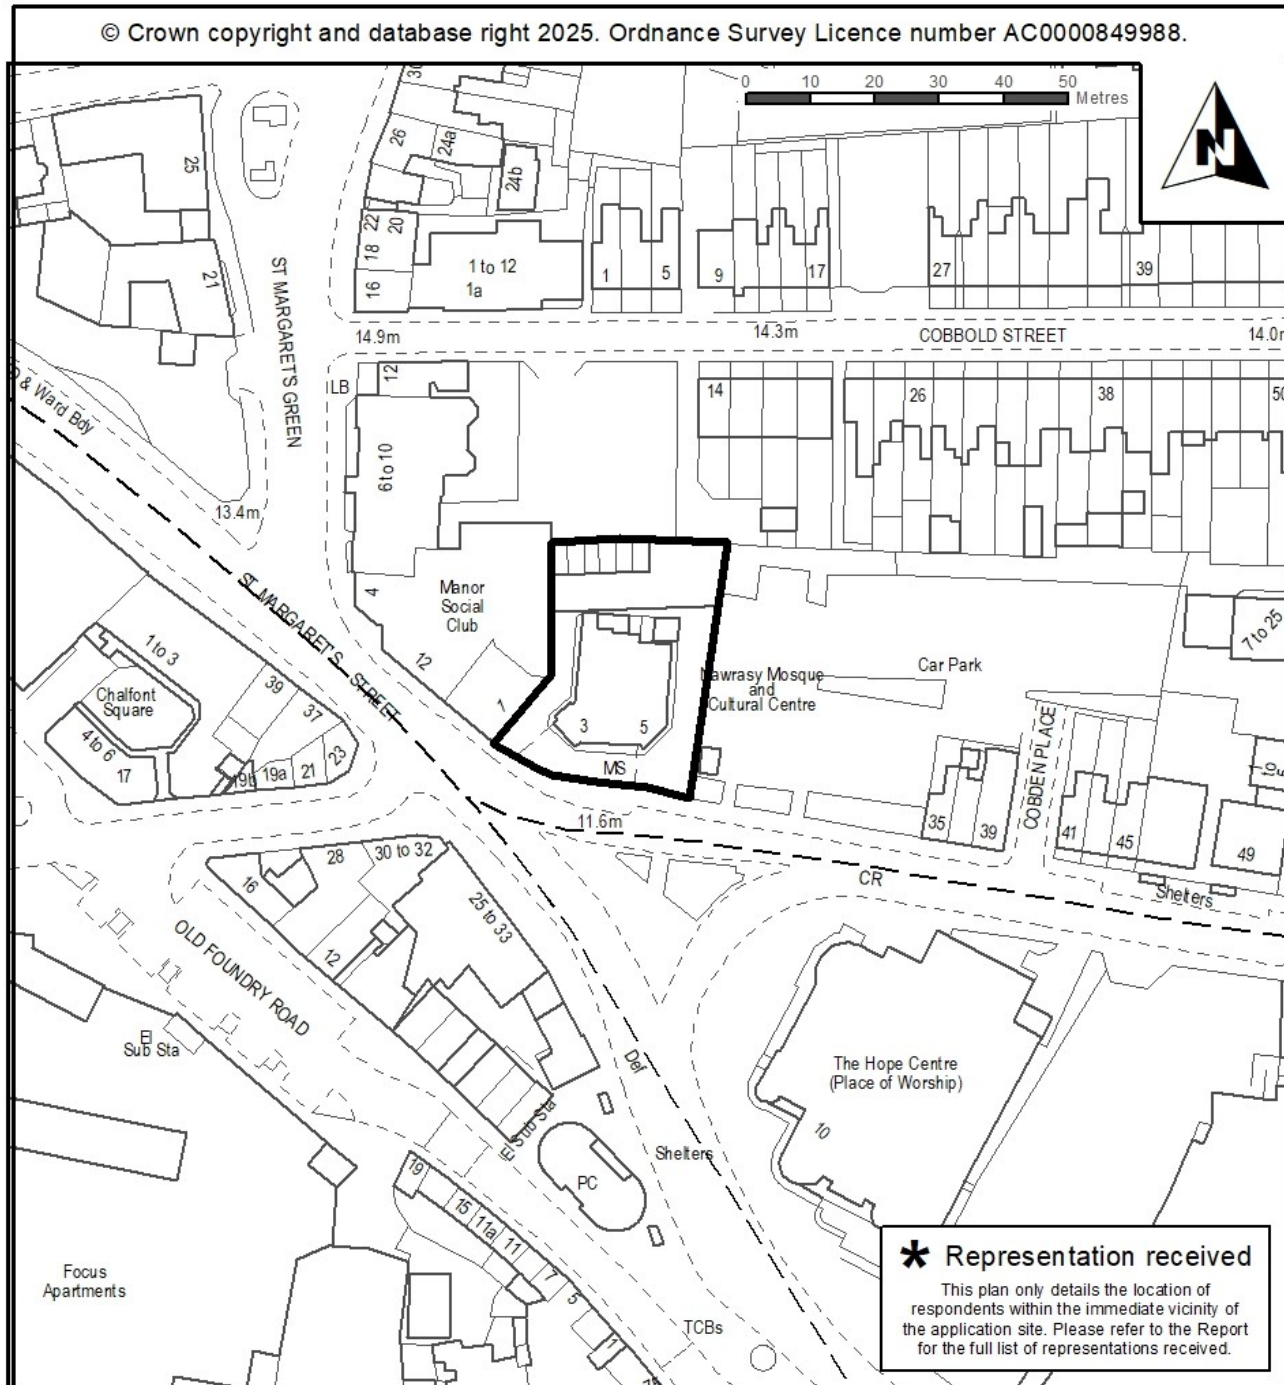 © Crown copyright and database right 2025. Ordnance Survey Licence number AC0000849988.
0 10 20 30 40 50
Metres
N
30
26
24a
24b
25
22
20
18
16
1 to 12
1a
1
5
9
17
27
39
21
ST MARGARET'S GREEN
14.9m
14.3m
COBBOLD STREET
LB
12
14
26
38
& Ward Bdy
6 to 10
13.4m
ST MARGARET'S STREET
4
Manor
Social
Club
12
1
3
5
MS
Mosque
and
Cultural Centre
Car Park
7 to 25
1 to 3
Chalfont
Square
39
37
23
4 to 6
17
19b
19a
21
11.6m
35
39
COBDEN PLACE
41
45
49
CR
Shelters
16
28
30 to 32
25 to 33
12
OLD FOUNDRY ROAD
El
Sub Sta
Def
The Hope Centre
(Place of Worship)
10
El Sub Sta
Shelters
PC
19
15
11a
11
7
5
1
Focus
Apartments
TCBs
* Representation received
This plan only details the location of
respondents within the immediate vicinity of
the application site. Please refer to the Report
for the full list of representations received.